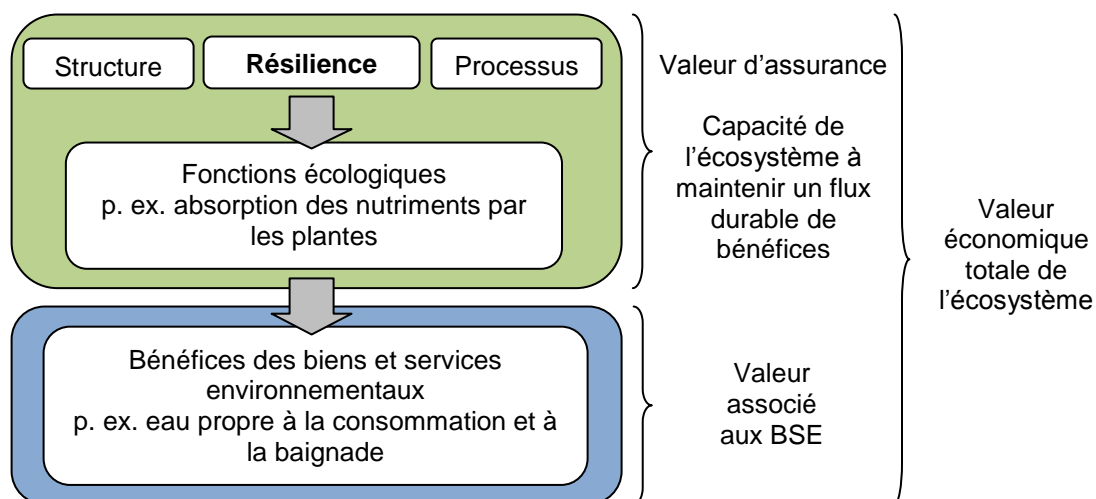 Structure
Résilience
Processus
Fonctions écologiques
p. ex. absorption des nutriments par
les plantes
Bénéfices des biens et services
environnementaux
p. ex. eau propre à la consommation et à
la baignade
Valeur d’assurance
Capacité de
l’écosystème à
maintenir un flux
durable de
bénéfices
Valeur
associé
aux BSE
Valeur
économique
totale de
l’écosystème